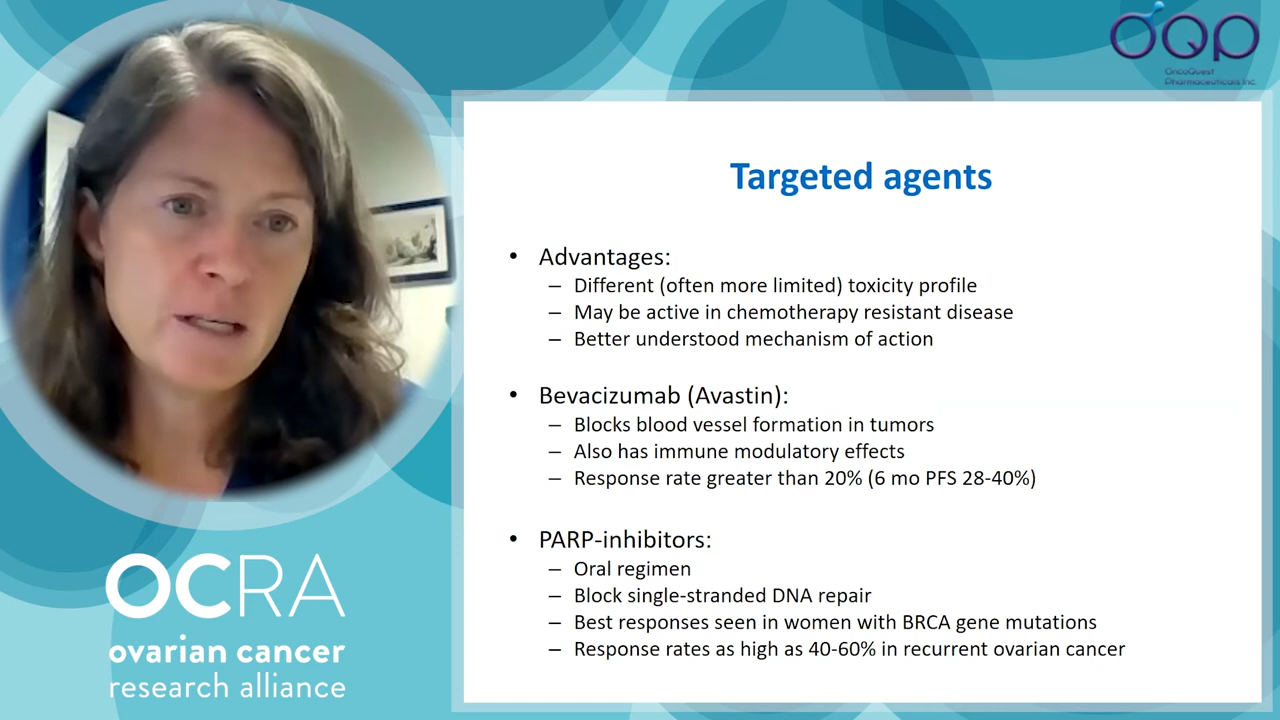 OQP
OncoQuest
Pharmaceuticals Inc.
Targeted agents
• Advantages:
– Different (often more limited) toxicity profile
– May be active in chemotherapy resistant disease
– Better understood mechanism of action
• Bevacizumab (Avastin):
– Blocks blood vessel formation in tumors
– Also has immune modulatory effects
– Response rate greater than 20% (6 mo PFS 28-40%)
• PARP-inhibitors:
– Oral regimen
– Block single-stranded DNA repair
– Best responses seen in women with BRCA gene mutations
– Response rates as high as 40-60% in recurrent ovarian cancer
OCRA
ovarian cancer
research alliance